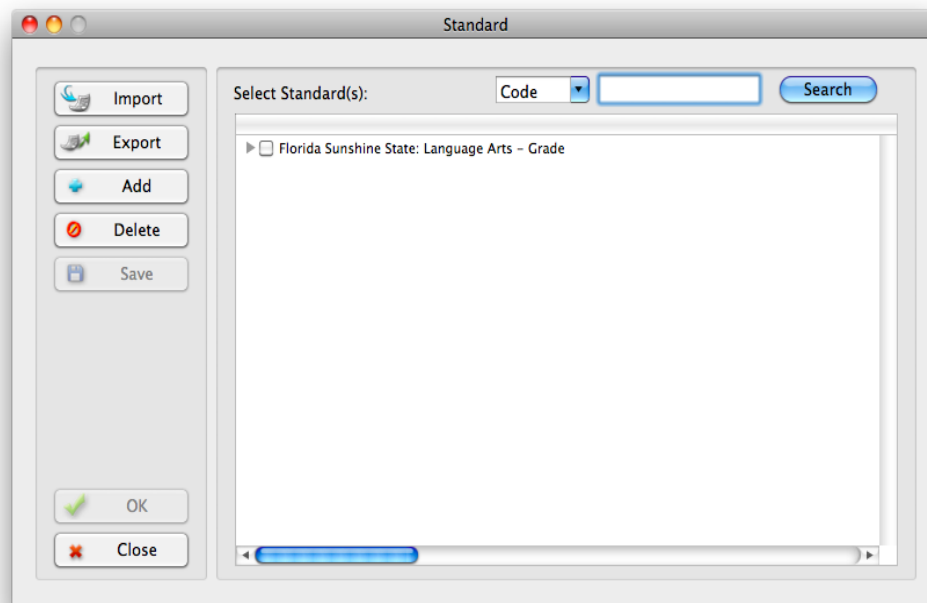 Standard
Import
Export
Add
Delete
Save
OK
Close
Select Standard(s):
Code
Search
Florida Sunshine State: Language Arts – Grade